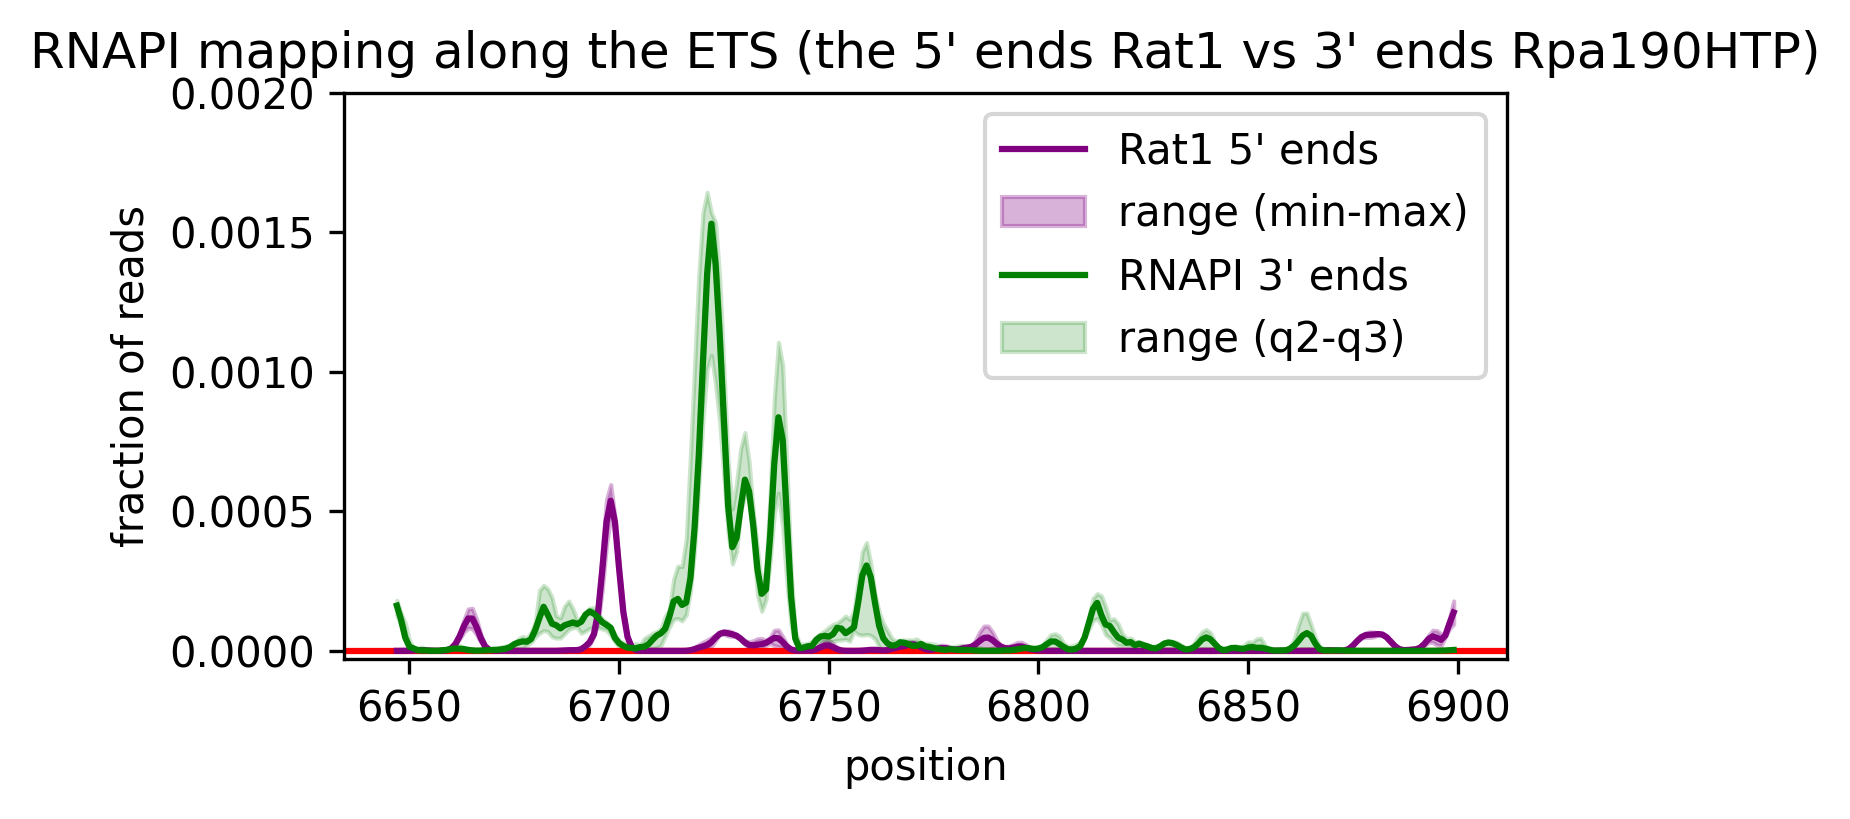 RNAPI mapping along the ETS (the 5' ends Rat1 vs 3' ends Rpa190HTP)
0.0020
0.0015
0.0010
0.0005
0.0000
fraction of reads
Rat1 5' ends
range (min-max)
RNAPI 3' ends
range (q2-q3)
6650 6700 6750 6800 6850 6900
position